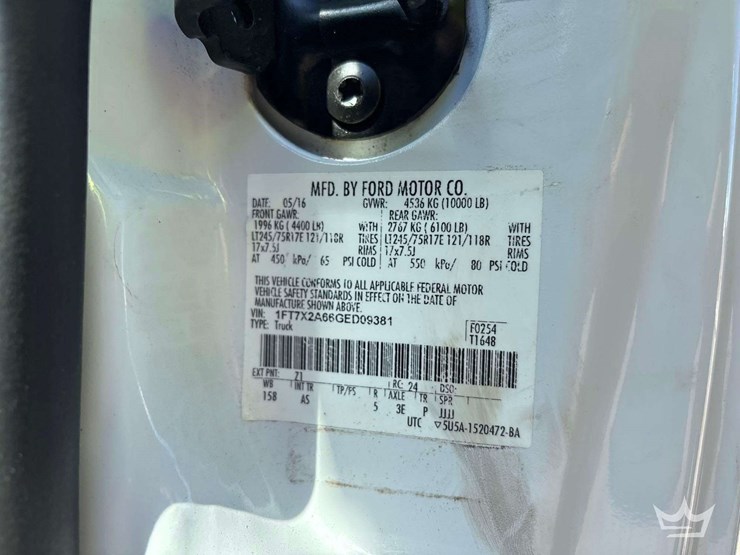 MFD. BY FORD MOTOR CO.
DATE: 05/16 GVWR: 4536 KG (10000 LB)
FRONT GAWR: REAR GAWR:
1996 KG (4400 LB) WITH 2767 KG (6100 LB) WITH
LT245/75R17E 121/118R TIRES LT245/75R17E 121/118R TIRES
17x7.5J RIMS 17x7.5J RIMS
AT 450 kPa/ 65 PSI COLD AT 550 kPa/ 80 PSI COLD
THIS VEHICLE CONFORMS TO ALL APPLICABLE FEDERAL MOTOR
VEHICLE SAFETY STANDARDS IN EFFECT ON THE DATE OF
MANUFACTURE SHOWN ABOVE.
VIN: 1FT7X2A66GED09381 F0254
TYPE: Truck T1648
EXT PNT: Z1 RC: 24 DSO:
WB INT TR TP/PS R AXLE TR SPR
158 AS 5 3E P JJJJ
UTC ▽5U5A-1520472-BA